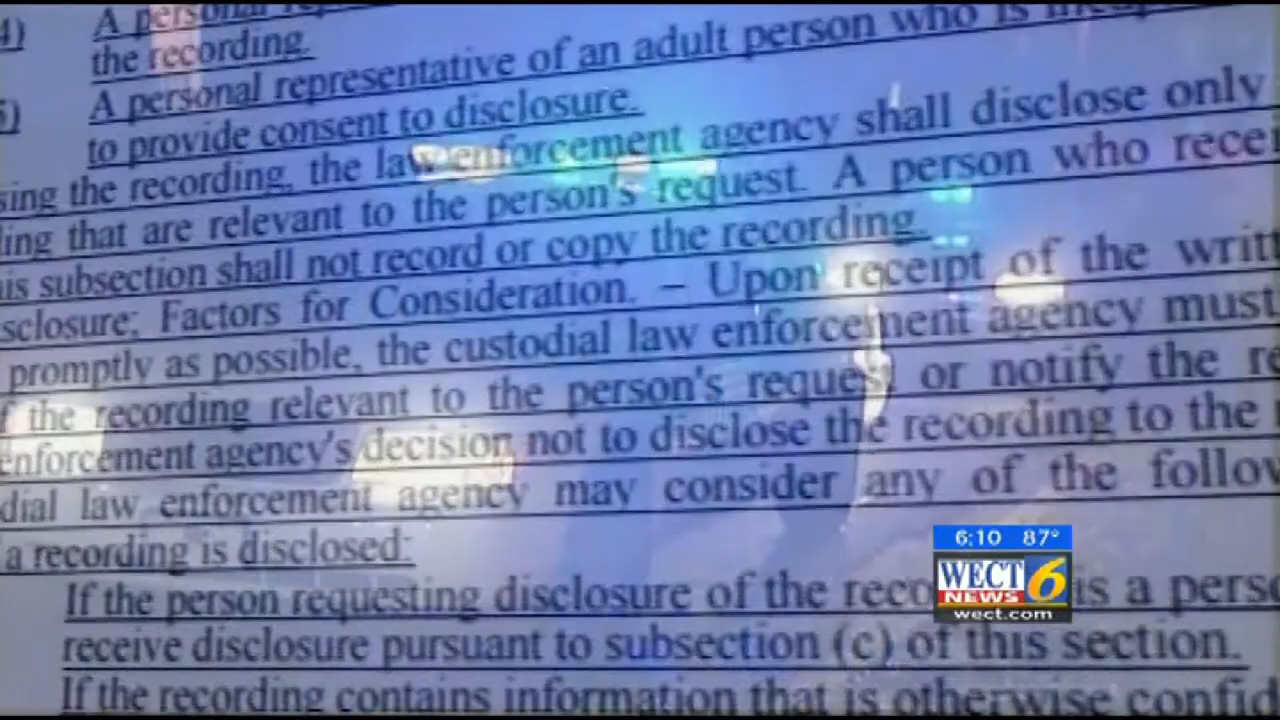 4) A personal
the recording.
5) A personal representative of an adult person who is
to provide consent to disclosure.
sing the recording, the law enforcement agency shall disclose only
ling that are relevant to the person's request. A person who recei
is subsection shall not record or copy the recording.
sclosure; Factors for Consideration. – Upon receipt of the writt
promptly as possible, the custodial law enforcement agency must
f the recording relevant to the person's request or notify the re
enforcement agency's decision not to disclose the recording to the
dial law enforcement agency may consider any of the follow
a recording is disclosed:
If the person requesting disclosure of the reco is a perso
receive disclosure pursuant to subsection (c) of this section.
If the recording contains information that is otherwise confid
6:10 87°
WECT 6
NEWS
wect.com